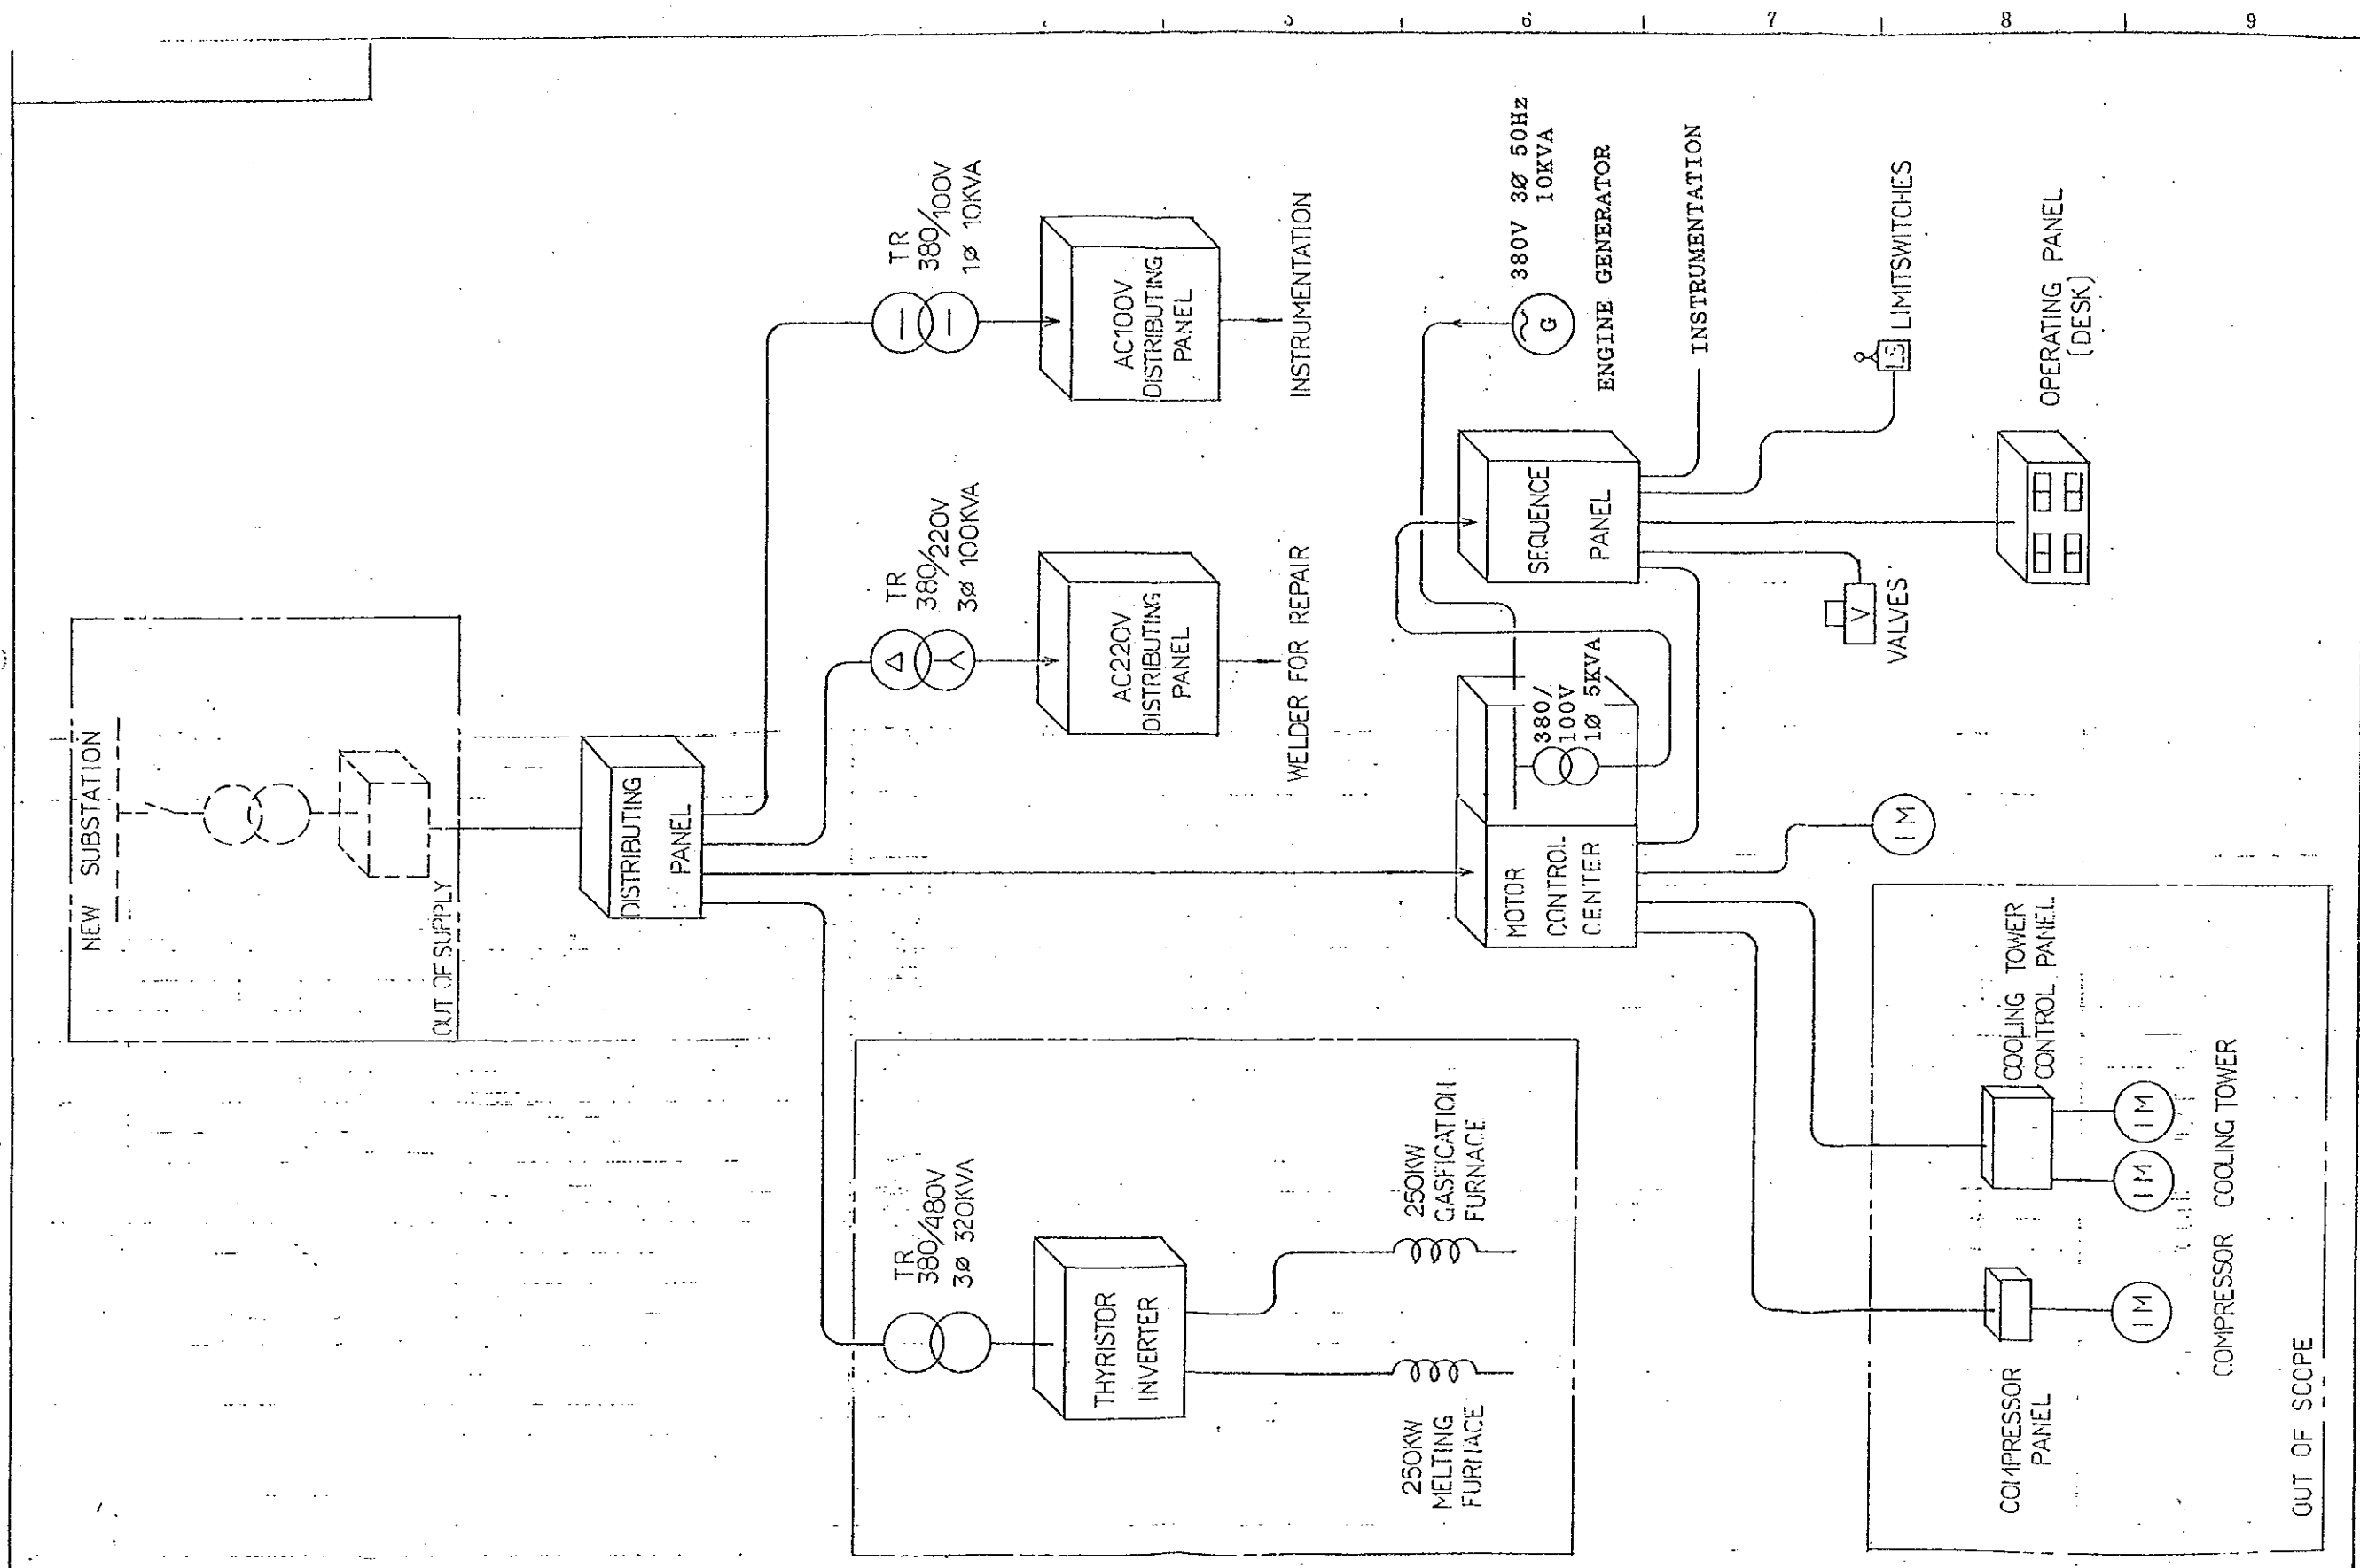 6
7
8
9
NEW SUBSTATION
OUT OF SUPPLY
DISTRIBUTING
PANEL
TR
380/480V
3Ø 320KVA
THYRISTOR
INVERTER
250KW
MELTING
FURNACE
250KW
GASFICATION
FURNACE
TR
380/220V
3Ø 100KVA
AC220V
DISTRIBUTING
PANEL
WELDER FOR REPAIR
TR
380/100V
1Ø 10KVA
AC100V
DISTRIBUTING
PANEL
INSTRUMENTATION
MOTOR
CONTROL
CENTER
380/
100V
1Ø 5KVA
SEQUENCE
PANEL
G
380V 3Ø 50Hz
10KVA
ENGINE GENERATOR
INSTRUMENTATION
LS LIMITSWITCHES
V
VALVES
OPERATING PANEL
(DESK)
IM
COMPRESSOR
PANEL
IM
COOLING TOWER
CONTROL PANEL
IM
IM
COMPRESSOR COOLING TOWER
OUT OF SCOPE